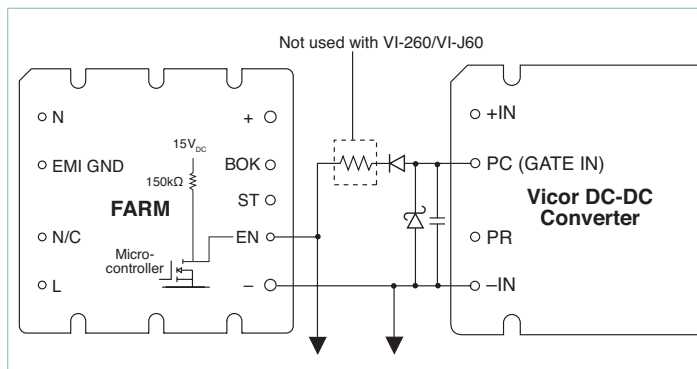 Not used with VI-260/VI-J60
N
EMI GND
N/C
L
15VDC
150kΩ
FARM
Micro-
controller
+
BOK
ST
EN
–
+IN
PC (GATE IN)
Vicor DC-DC
Converter
PR
–IN